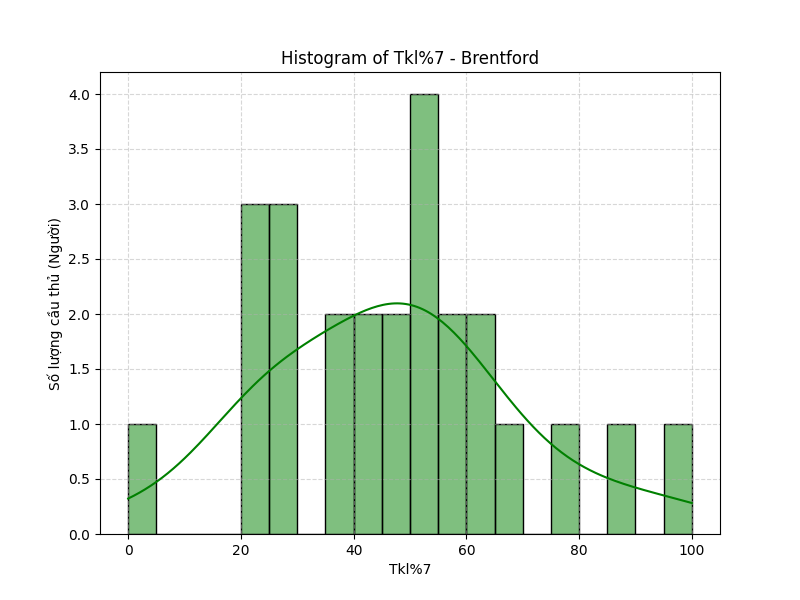 Histogram of Tkl%7 - Brentford
Số lượng cầu thủ (Người)
4.0
3.5
3.0
2.5
2.0
1.5
1.0
0.5
0.0
0 20 40 60 80 100
Tkl%7